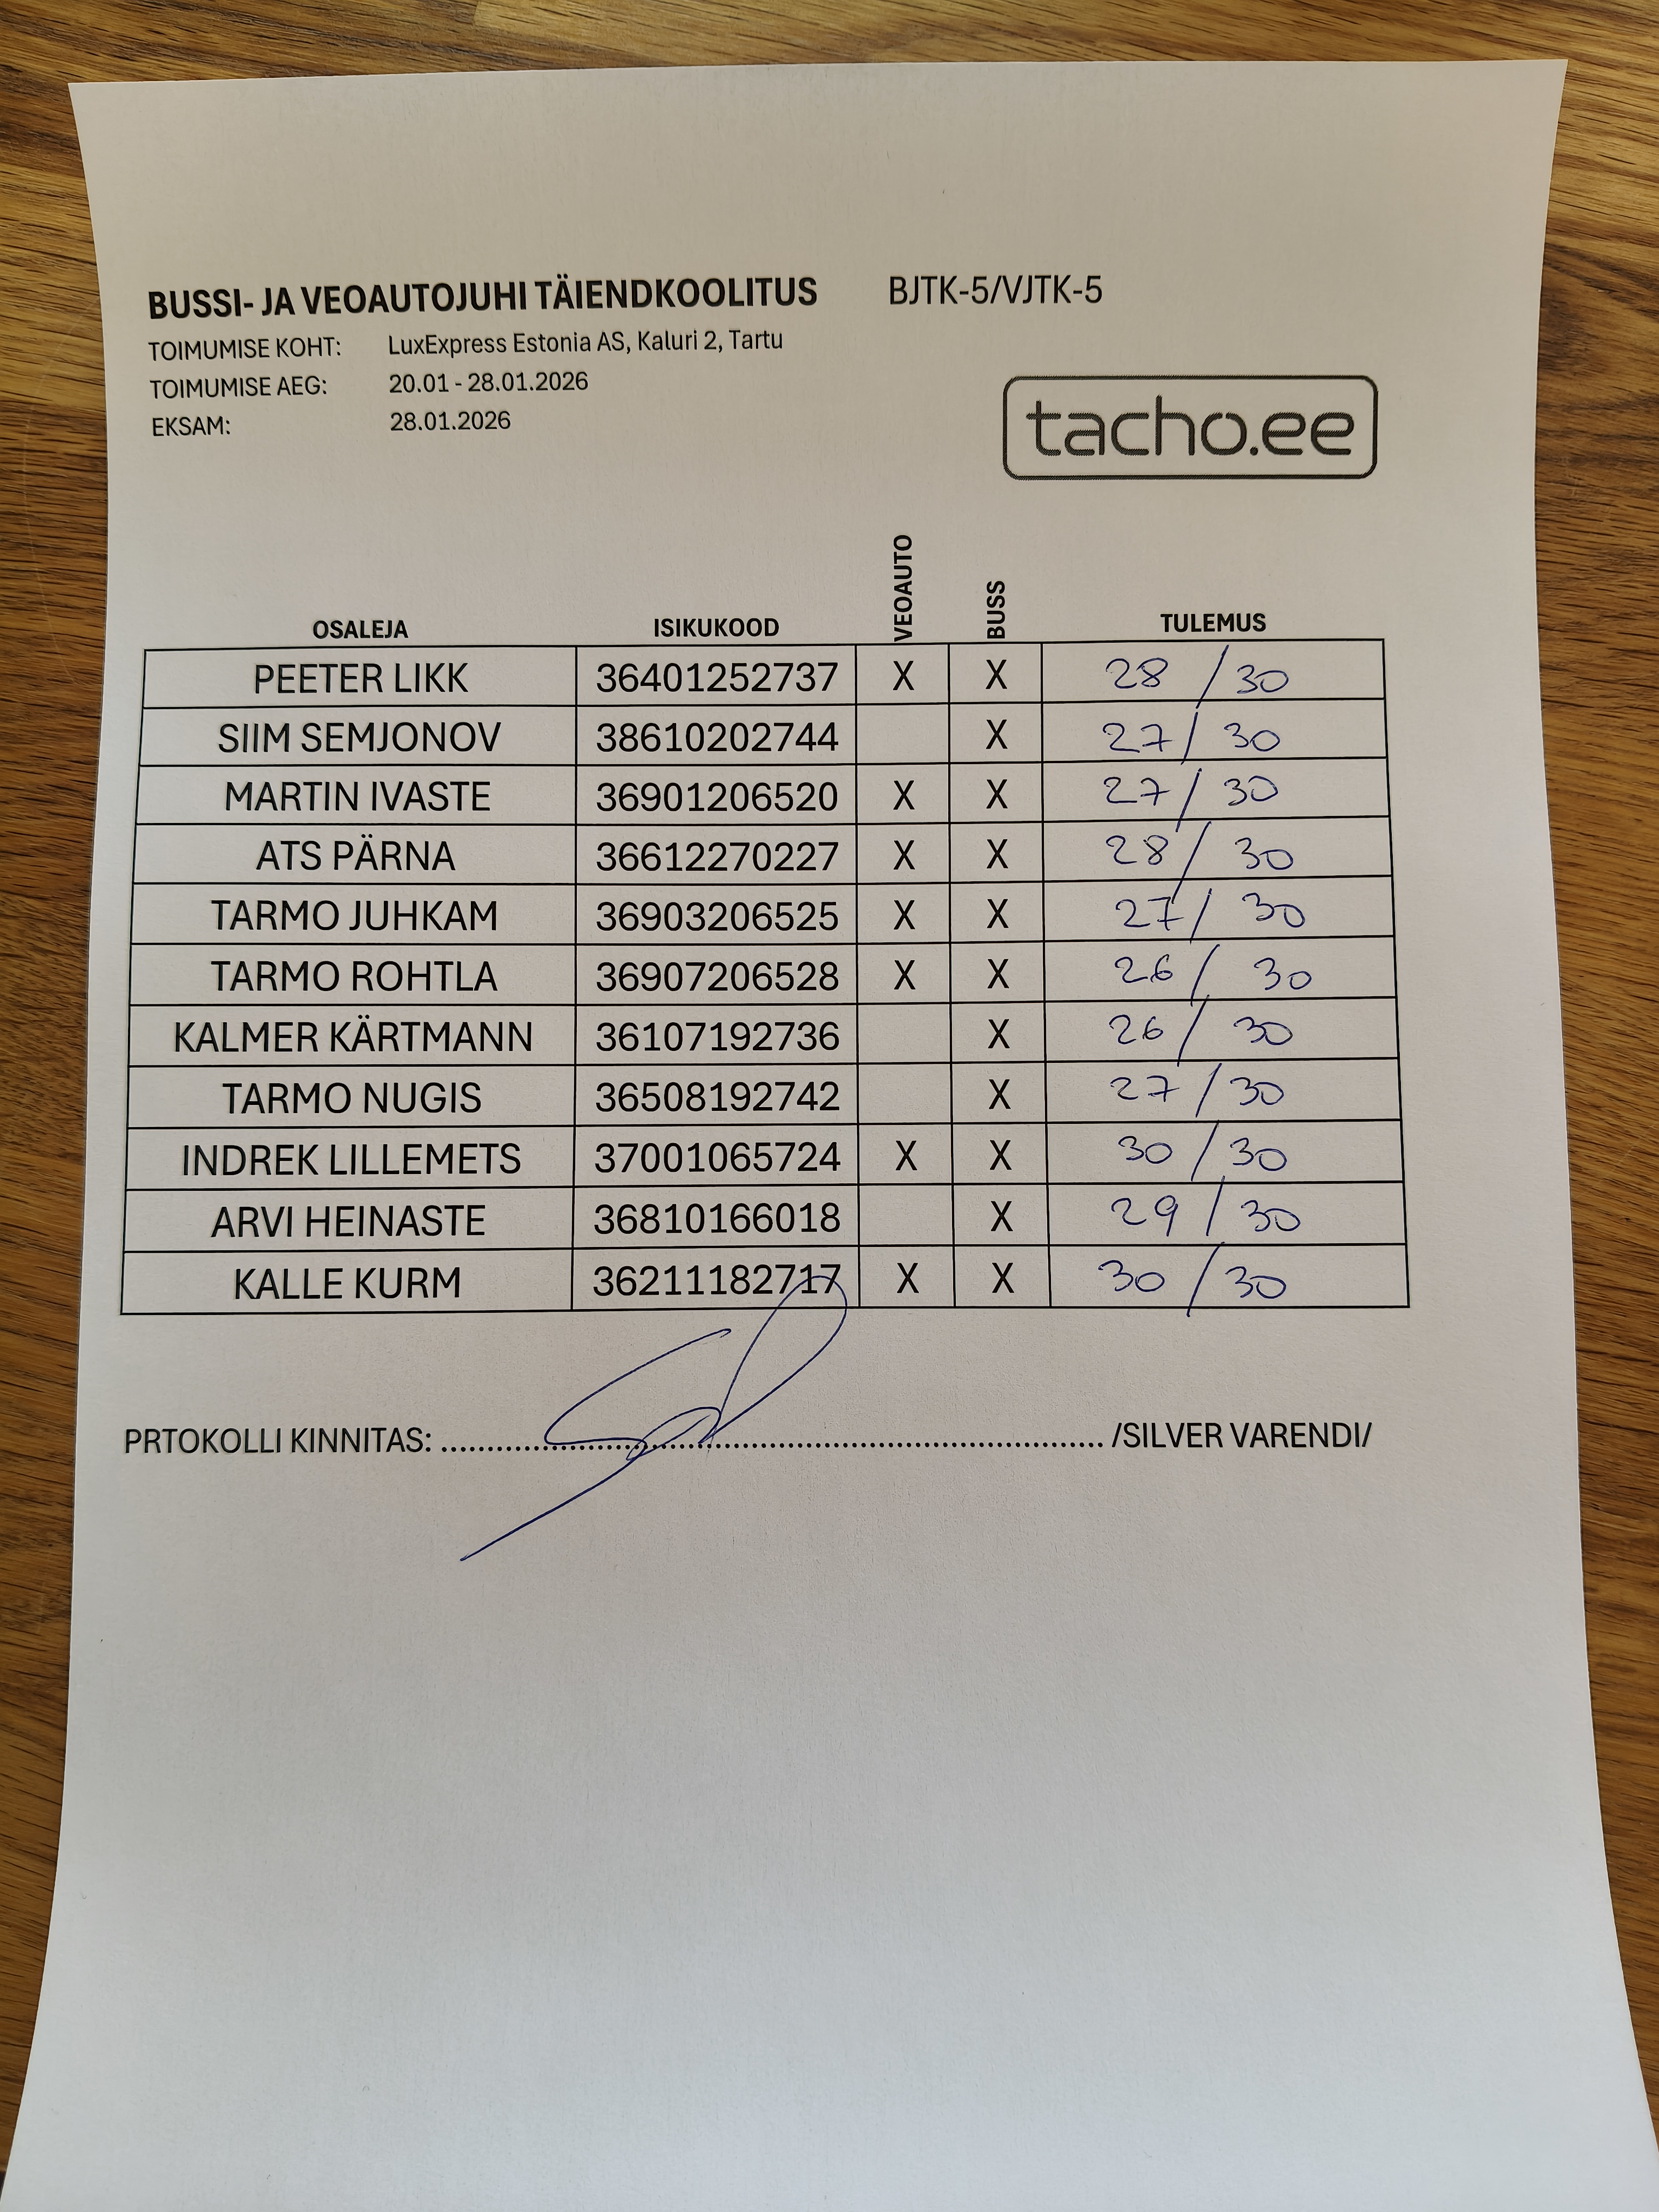 BUSSI- JA VEOAUTOJUHI TÄIENDKOOLITUS BJTK-5/VJTK-5
TOIMUMISE KOHT: LuxExpress Estonia AS, Kaluri 2, Tartu
TOIMUMISE AEG: 20.01 - 28.01.2026
EKSAM: 28.01.2026
tacho.ee
OSALEJA ISIKUKOOD VEOAUTO BUSS TULEMUS
PEETER LIKK 36401252737 X X 28 / 30
SIIM SEMJONOV 38610202744 X 27 / 30
MARTIN IVASTE 36901206520 X X 27 / 30
ATS PÄRNA 36612270227 X X 28 / 30
TARMO JUHKAM 36903206525 X X 27 / 30
TARMO ROHTLA 36907206528 X X 26 / 30
KALMER KÄRTMANN 36107192736 X 26 / 30
TARMO NUGIS 36508192742 X 27 / 30
INDREK LILLEMETS 37001065724 X X 30 / 30
ARVI HEINASTE 36810166018 X 29 / 30
KALLE KURM 36211182717 X X 30 / 30
PRTOKOLLI KINNITAS: ........................................ /SILVER VARENDI/